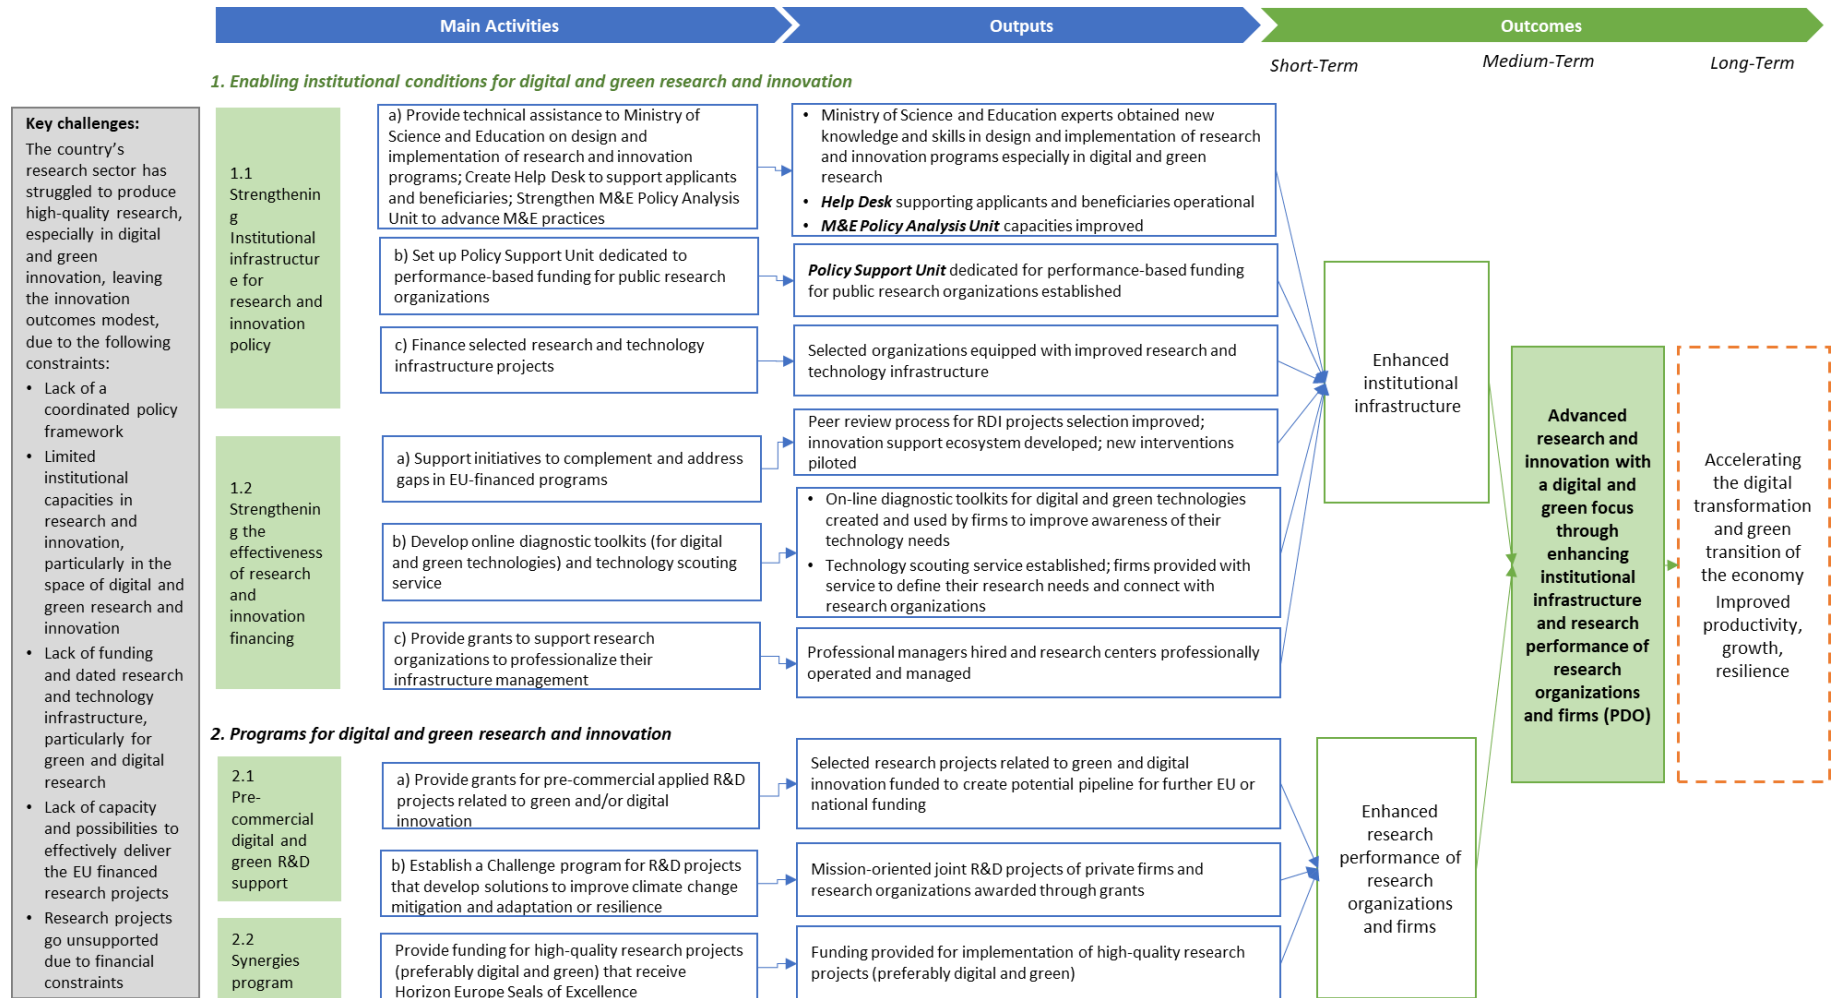 Main Activities
Outputs
Outcomes
Short-Term
Medium-Term
Long-Term
1. Enabling institutional conditions for digital and green research and innovation
Key challenges:
The country's
research sector has
struggled to produce
high-quality research,
especially in digital
and green
innovation, leaving
the innovation
outcomes modest,
due to the following
constraints:
• Lack of a
coordinated policy
framework
• Limited
institutional
capacities in
research and
innovation,
particularly in the
space of digital and
green research and
innovation
• Lack of funding
and dated research
and technology
infrastructure,
particularly for
green and digital
research
• Lack of capacity
and possibilities to
effectively deliver
the EU financed
research projects
• Research projects
go unsupported
due to financial
constraints
1.1
Strengthenin
g
Institutional
infrastructur
e for
research and
innovation
policy
a) Provide technical assistance to Ministry of
Science and Education on design and
implementation of research and innovation
programs; Create Help Desk to support applicants
and beneficiaries; Strengthen M&E Policy Analysis
Unit to advance M&E practices
• Ministry of Science and Education experts obtained new
knowledge and skills in design and implementation of research
and innovation programs especially in digital and green
research
• Help Desk supporting applicants and beneficiaries operational
• M&E Policy Analysis Unit capacities improved
b) Set up Policy Support Unit dedicated to
performance-based funding for public research
organizations
Policy Support Unit dedicated for performance-based funding
for public research organizations established
c) Finance selected research and technology
infrastructure projects
Selected organizations equipped with improved research and
technology infrastructure
1.2
Strengthenin
g the
effectiveness
of research
and
innovation
financing
a) Support initiatives to complement and address
gaps in EU-financed programs
Peer review process for RDI projects selection improved;
innovation support ecosystem developed; new interventions
piloted
b) Develop online diagnostic toolkits (for digital
and green technologies) and technology scouting
service
• On-line diagnostic toolkits for digital and green technologies
created and used by firms to improve awareness of their
technology needs
• Technology scouting service established; firms provided with
service to define their research needs and connect with
research organizations
c) Provide grants to support research
organizations to professionalize their
infrastructure management
Professional managers hired and research centers professionally
operated and managed
Enhanced
institutional
infrastructure
2. Programs for digital and green research and innovation
2.1
Pre-
commercial
digital and
green R&D
support
a) Provide grants for pre-commercial applied R&D
projects related to green and/or digital
innovation
Selected research projects related to green and digital
innovation funded to create potential pipeline for further EU or
national funding
b) Establish a Challenge program for R&D projects
that develop solutions to improve climate change
mitigation and adaptation or resilience
Mission-oriented joint R&D projects of private firms and
research organizations awarded through grants
2.2
Synergies
program
Provide funding for high-quality research projects
(preferably digital and green) that receive
Horizon Europe Seals of Excellence
Funding provided for implementation of high-quality research
projects (preferably digital and green)
Enhanced
research
performance of
research
organizations
and firms
Advanced
research and
innovation with
a digital and
green focus
through
enhancing
institutional
infrastructure
and research
performance of
research
organizations
and firms (PDO)
Accelerating
the digital
transformation
and green
transition of
the economy
Improved
productivity,
growth,
resilience